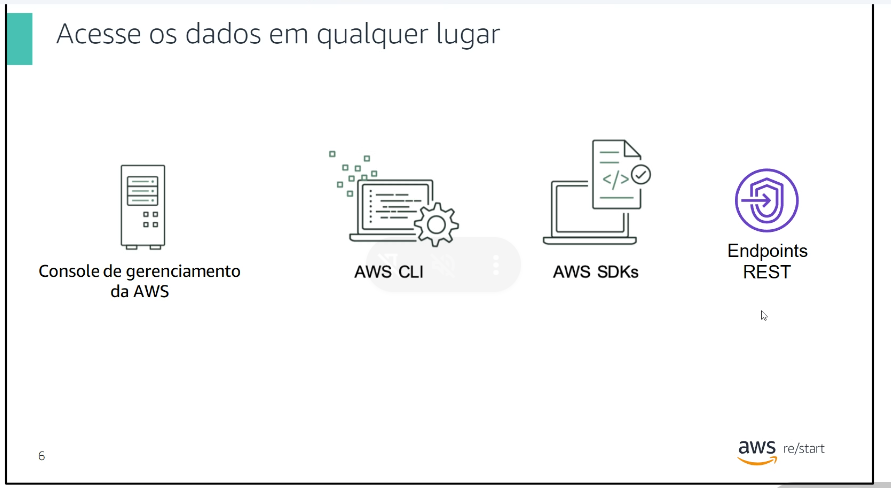 Acesse os dados em qualquer lugar
</>
Console de gerenciamento
da AWS
AWS CLI
AWS SDKs
Endpoints
REST
6
aws re/start